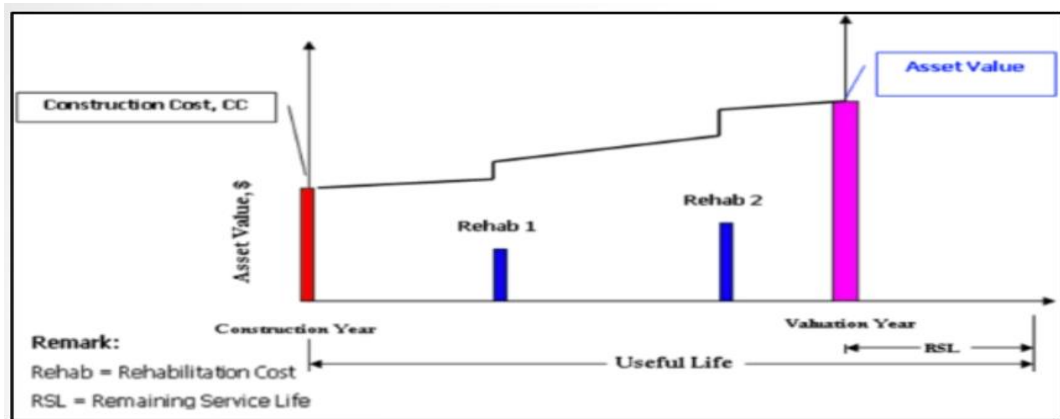 Asset Value
Construction Cost, CC
Asset Value, $
Rehab 1
Rehab 2
Construction Year
Valuation Year
Remark:
RSL
Useful Life
Rehab = Rehabilitation Cost
RSL = Remaining Service Life